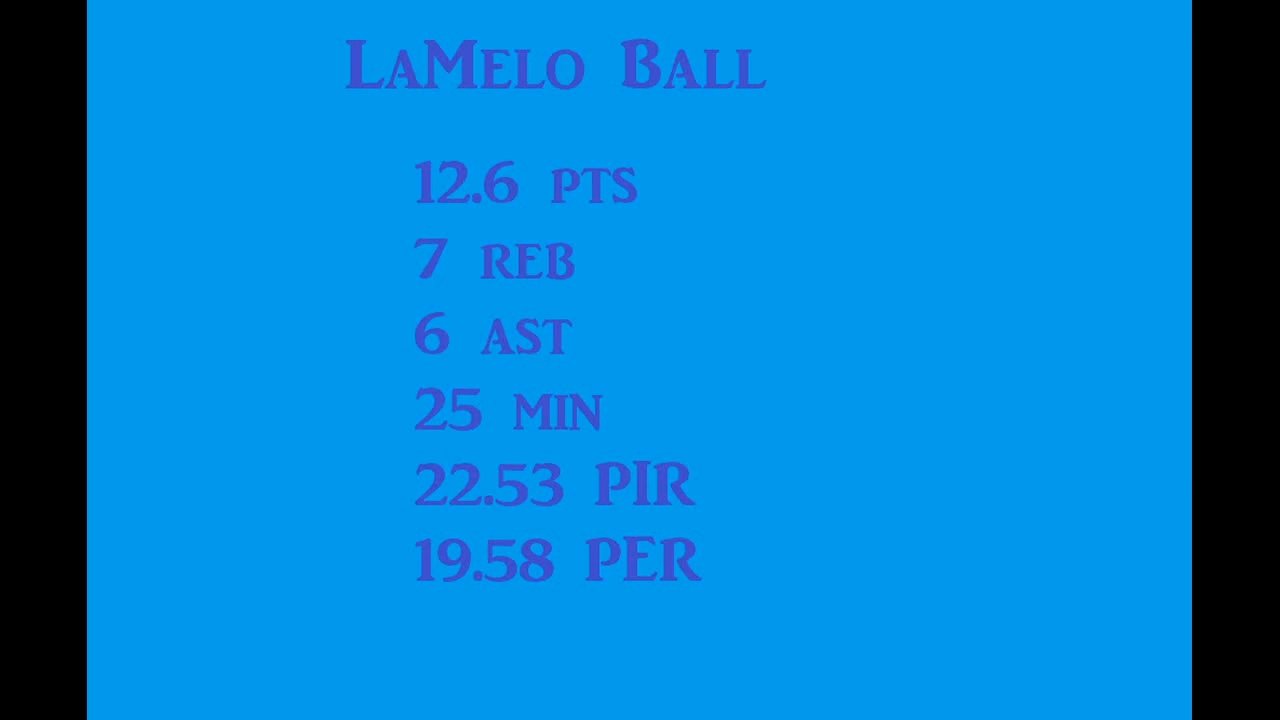 LaMelo Ball
12.6 pts
7 reb
6 ast
25 min
22.53 PIR
19.58 PER